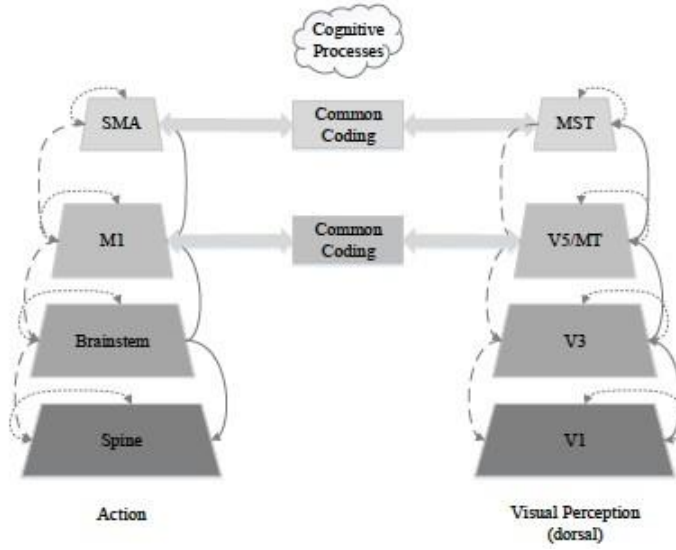 Cognitive
Processes
SMA
Common
Coding
MST
M1
Common
Coding
V5/MT
Brainstem
V3
Spine
V1
Action
Visual Perception
(dorsal)